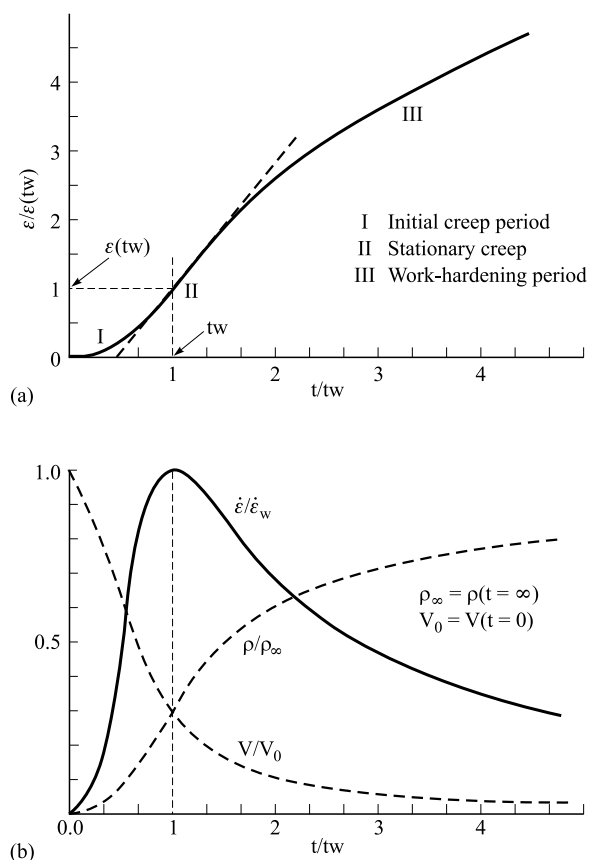 4
3
2
1
0
ε/ε(tw)
ε(tw)
I
II
III
tw
I Initial creep period
II Stationary creep
III Work-hardening period
1 2 3 4
t/tw
(a)
1.0
0.5
ε̇/ε̇w
ρ/ρ∞
V/V0
ρ∞ = ρ(t = ∞)
V0 = V(t = 0)
0.0 1 2 3 4
t/tw
(b)